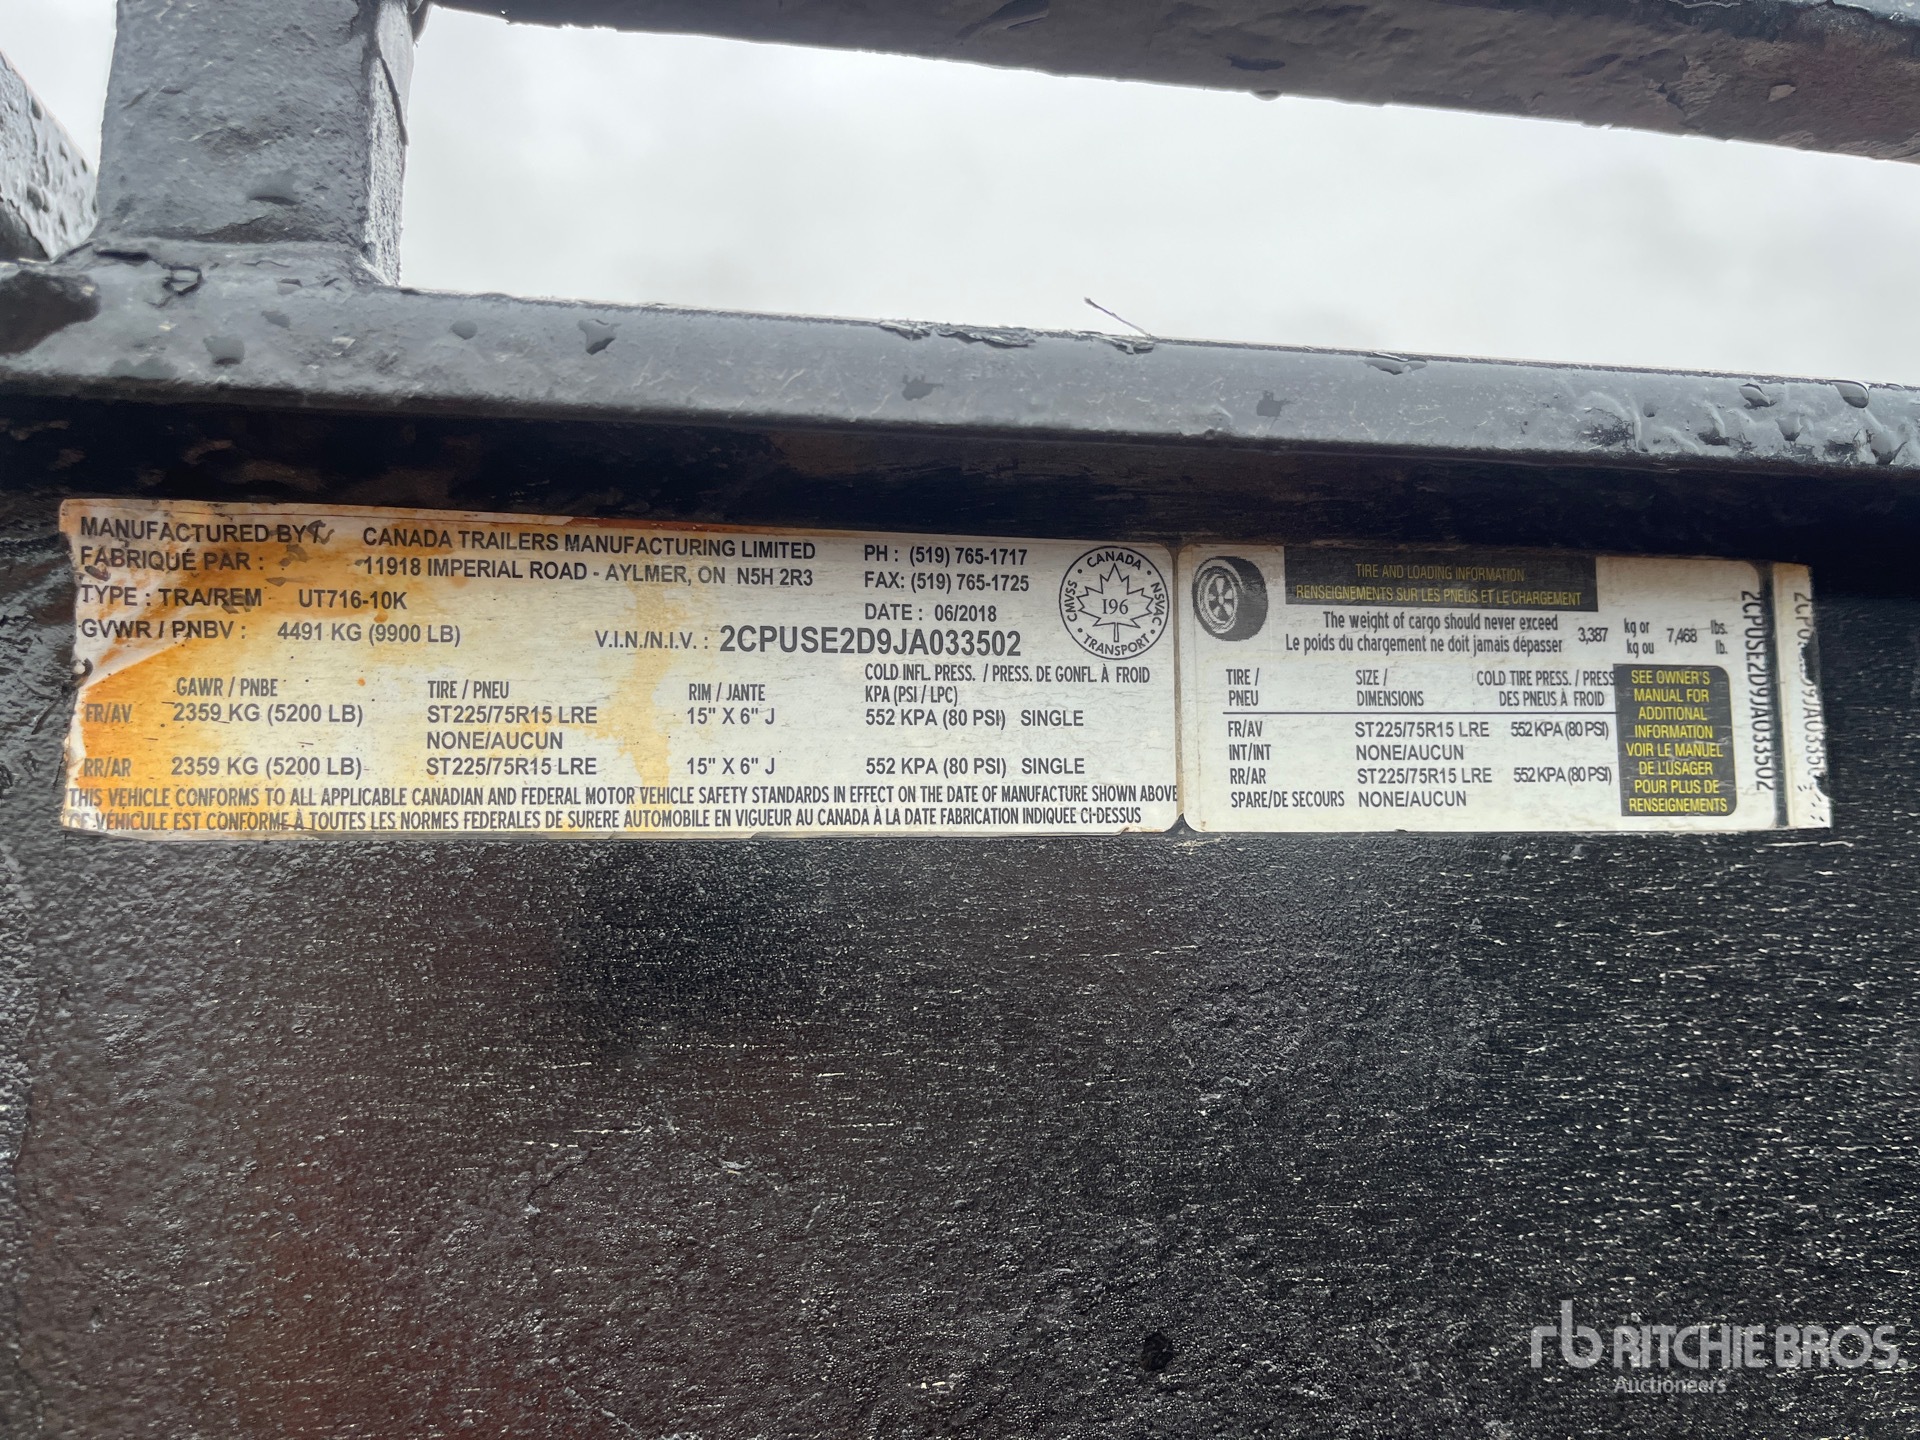 MANUFACTURED BY CANADA TRAILERS MANUFACTURING LIMITED PH : (519) 765-1717
FABRIQUÉ PAR : 11918 IMPERIAL ROAD - AYLMER, ON N5H 2R3 FAX: (519) 765-1725
TYPE : TRA/REM UT716-10K DATE : 06/2018
GVWR / PNBV : 4491 KG (9900 LB) V.I.N./N.I.V. : 2CPUSE2D9JA033502
GAWR / PNBE TIRE / PNEU RIM / JANTE COLD INFL. PRESS. / PRESS. DE GONFL. À FROID
KPA (PSI / LPC)
FR/AV 2359 KG (5200 LB) ST225/75R15 LRE 15" X 6" J 552 KPA (80 PSI) SINGLE
NONE/AUCUN
RR/AR 2359 KG (5200 LB) ST225/75R15 LRE 15" X 6" J 552 KPA (80 PSI) SINGLE
THIS VEHICLE CONFORMS TO ALL APPLICABLE CANADIAN AND FEDERAL MOTOR VEHICLE SAFETY STANDARDS IN EFFECT ON THE DATE OF MANUFACTURE SHOWN ABOVE
CE VÉHICULE EST CONFORME À TOUTES LES NORMES FEDERALES DE SURERE AUTOMOBILE EN VIGUEUR AU CANADA À LA DATE FABRICATION INDIQUEE CI-DESSUS
CANADA
CMVSS NSVAC
196
TRANSPORT
TIRE AND LOADING INFORMATION
RENSEIGNEMENTS SUR LES PNEUS ET LE CHARGEMENT
The weight of cargo should never exceed
Le poids du chargement ne doit jamais dépasser
3,387 kg or 7,468 lbs.
kg ou lb.
TIRE / SIZE / COLD TIRE PRESS. / PRESS
PNEU DIMENSIONS DES PNEUS À FROID
FR/AV ST225/75R15 LRE 552 KPA (80 PSI)
INT/INT NONE/AUCUN
RR/AR ST225/75R15 LRE 552 KPA (80 PSI)
SPARE/DE SECOURS NONE/AUCUN
SEE OWNER'S
MANUAL FOR
ADDITIONAL
INFORMATION
VOIR LE MANUEL
DE L'USAGER
POUR PLUS DE
RENSEIGNEMENTS
2CPUSE2D9JA033502
rb RITCHIE BROS.
Auctioneers